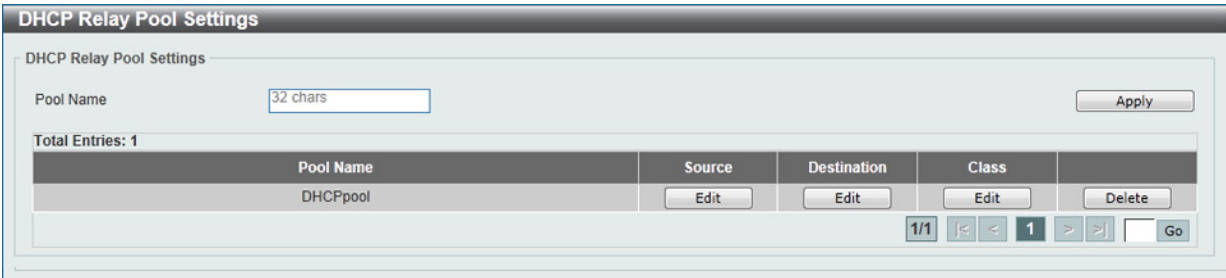 DHCP Relay Pool Settings
DHCP Relay Pool Settings
Pool Name 32 chars Apply
Total Entries: 1
Pool Name Source Destination Class
DHCPpool Edit Edit Edit Delete
1/1 |< < 1 > >| Go